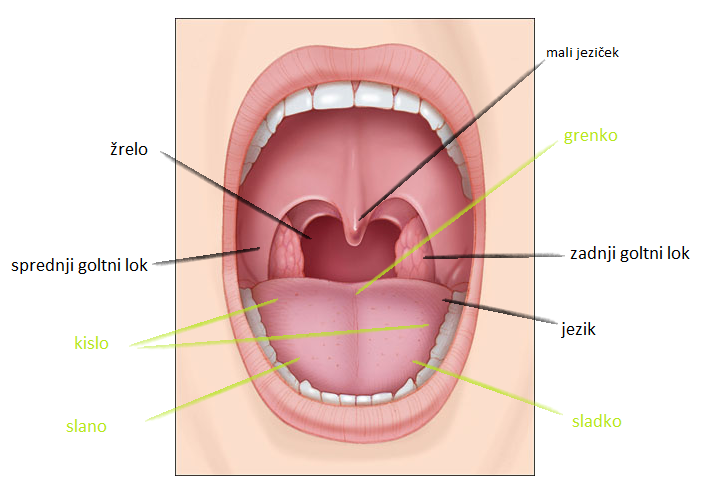 mali jeziček
grenko
žrelo
sprednji goltni lok
zadnji goltni lok
jezik
kislo
slano
sladko